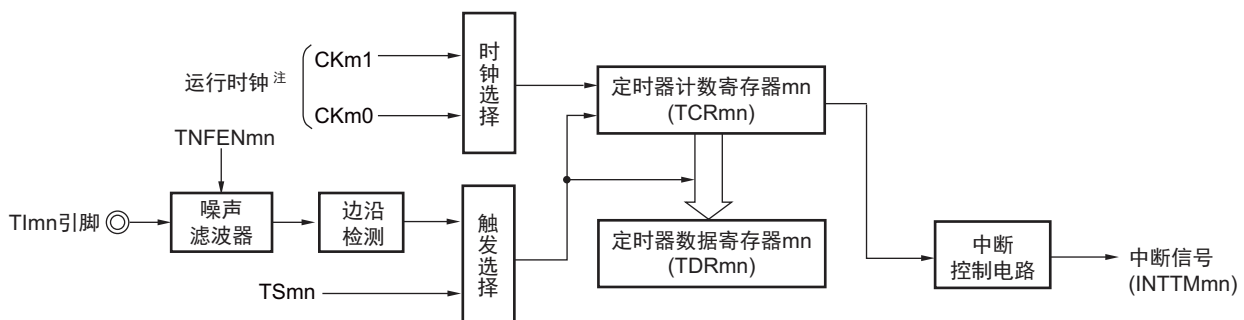 运行时钟 注
CKm1
CKm0
时钟选择
定时器计数寄存器mn
(TCRmn)
TNFENmn
TImn引脚
噪声
滤波器
边沿
检测
触发选择
TSmn
定时器数据寄存器mn
(TDRmn)
中断
控制电路
中断信号
(INTTMmn)